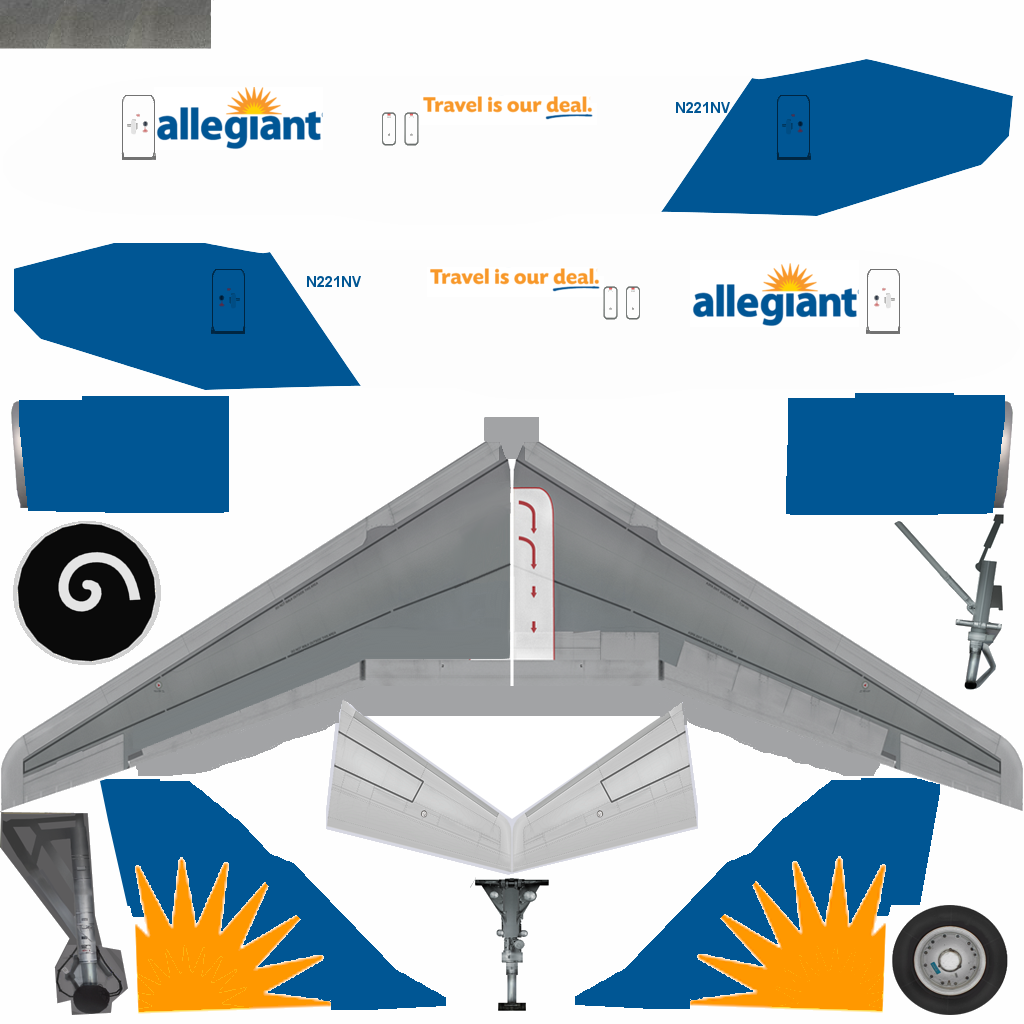 allegiant
Travel is our deal.
N221NV
N221NV
Travel is our deal.
allegiant